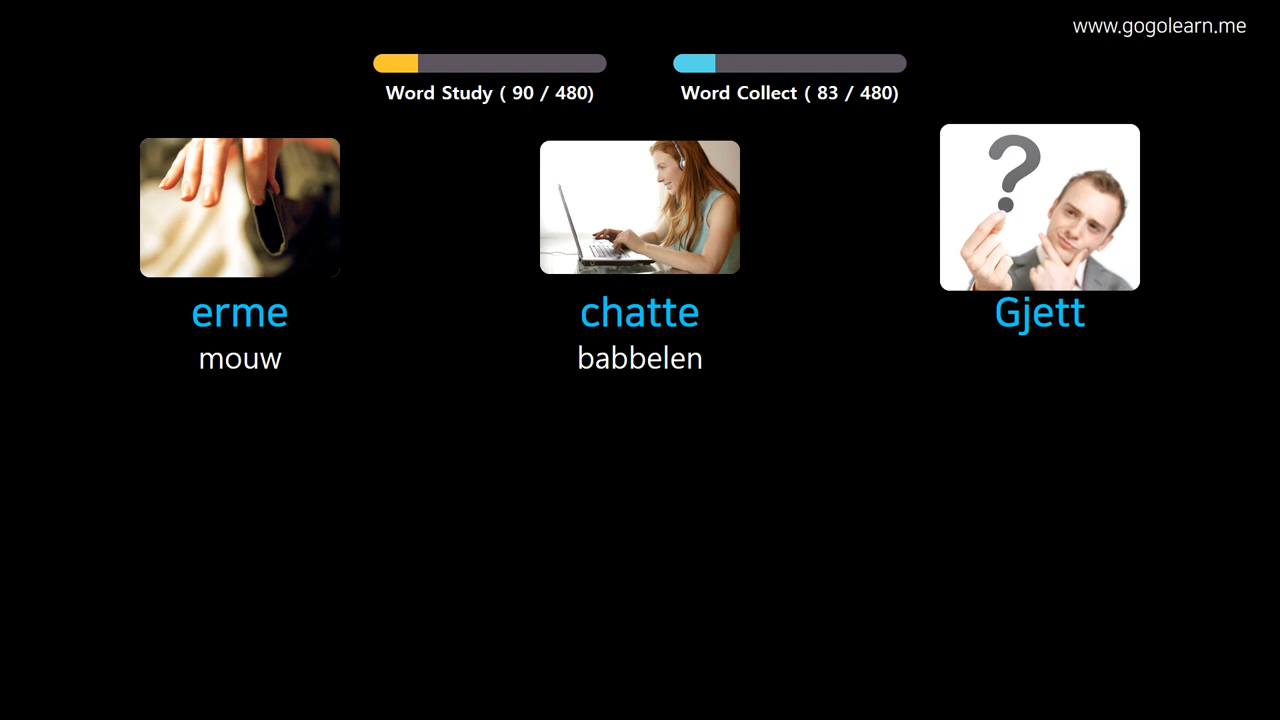 www.gogolearn.me
Word Study ( 90 / 480)
Word Collect ( 83 / 480)
erme
chatte
Gjett
mouw
babbelen